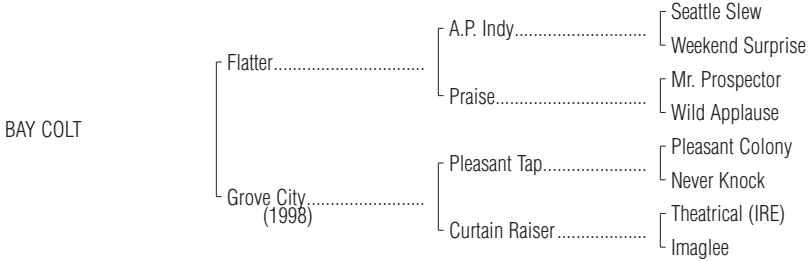 Seattle Slew
A.P. Indy..............................
Weekend Surprise
Flatter..................................
Mr. Prospector
Praise..................................
Wild Applause
BAY COLT
Pleasant Colony
Pleasant Tap.......................
Never Knock
Grove City..........................
(1998)
Theatrical (IRE)
Curtain Raiser....................
Imaglee